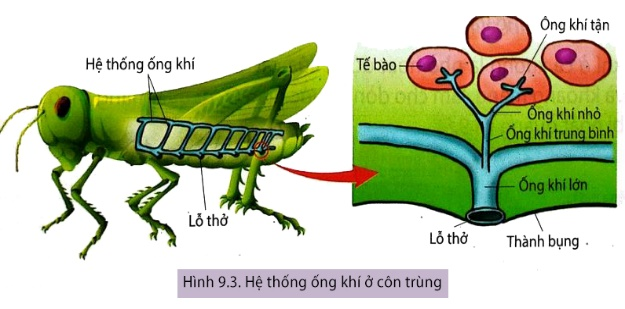 Hệ thống ống khí
Lỗ thở
Ông khí tận
Tế bào
Ống khí nhỏ
Ống khí trung bình
Ống khí lớn
Lỗ thở
Thành bụng
Hình 9.3. Hệ thống ống khí ở côn trùng